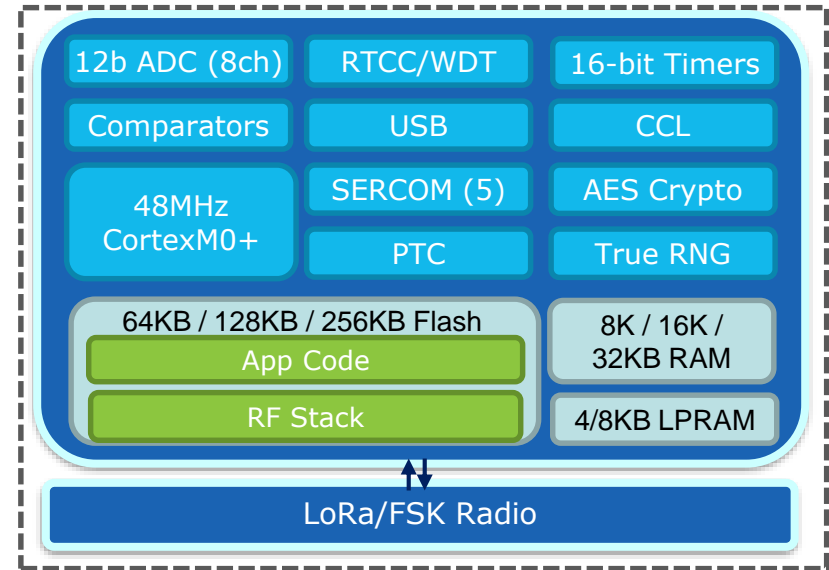 12b ADC (8ch)
RTCC/WDT
16-bit Timers
Comparators
USB
CCL
48MHz
CortexM0+
SERCOM (5)
AES Crypto
PTC
True RNG
64KB / 128KB / 256KB Flash
App Code
RF Stack
8K / 16K /
32KB RAM
4/8KB LPRAM
LoRa/FSK Radio